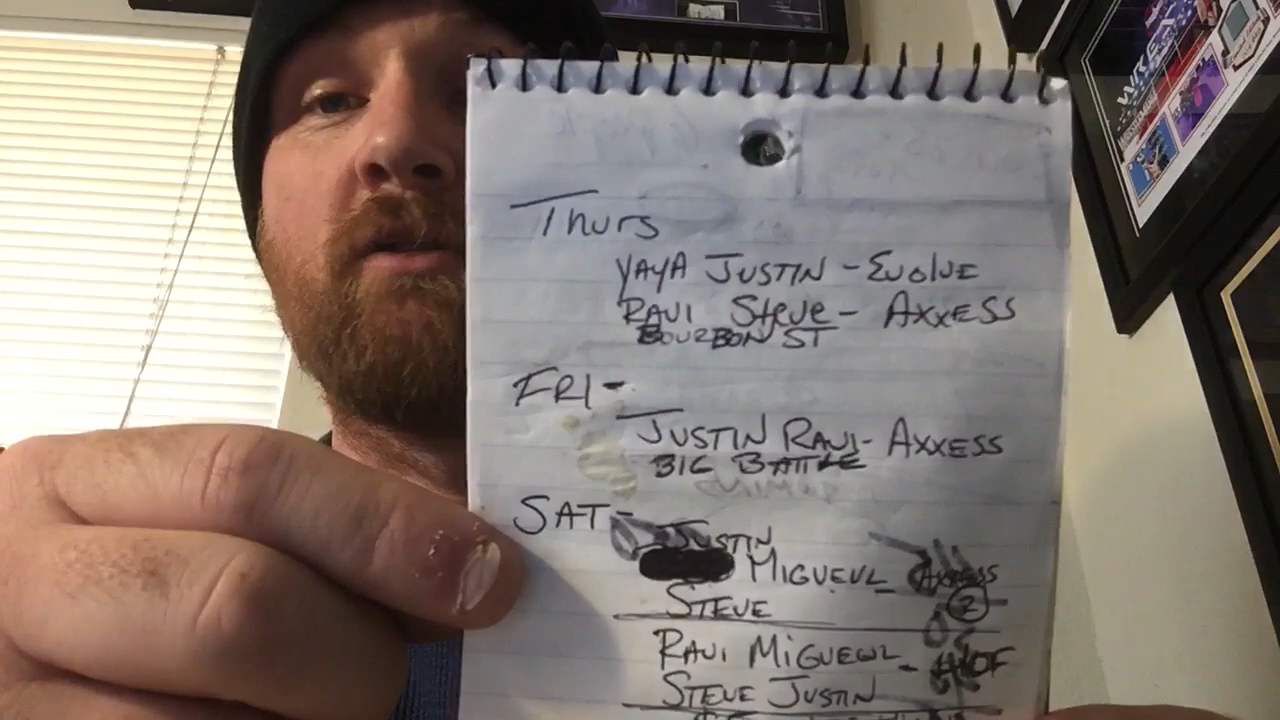 Thurs
YAYA JUSTIN - Evolve
RAVI Steve - AXXESS
BOURBON ST
FRI -
JUSTIN RAVI - AXXESS
BIG BATTLE
SAT -
JUSTIN
MIGUEUL AXXESS
STEVE 2
RAVI MIGUEUL - HOF
STEVE JUSTIN